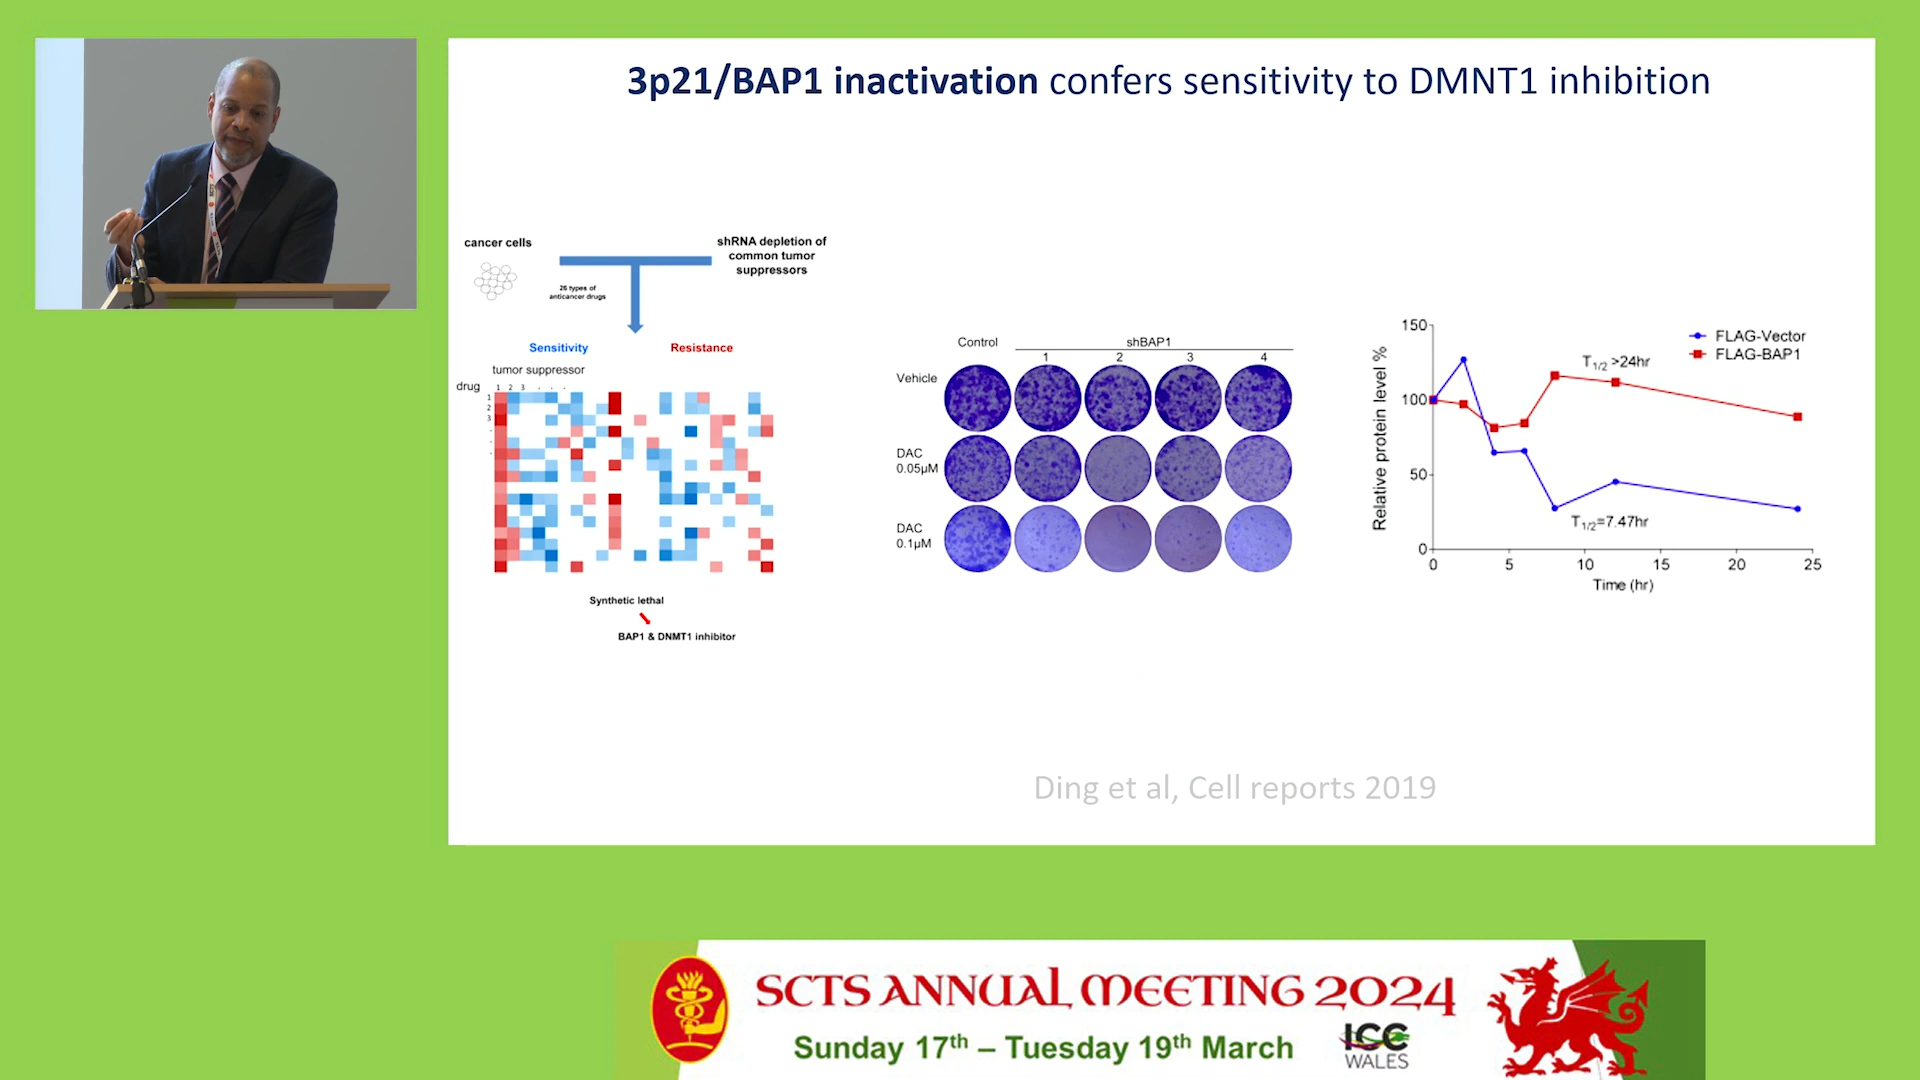 3p21/BAP1 inactivation confers sensitivity to DMNT1 inhibition
cancer cells
shRNA depletion of
common tumor
suppressors
26 types of
anticancer drugs
Sensitivity
Resistance
tumor suppressor
drug
1 2 3 - - -
1
2
3
-
-
-
Synthetic lethal
BAP1 & DNMT1 inhibitor
Control
shBAP1
1 2 3 4
Vehicle
DAC
0.05µM
DAC
0.1µM
Relative protein level %
150
100
50
0
FLAG-Vector
FLAG-BAP1
T1/2 >24hr
T1/2=7.47hr
0 5 10 15 20 25
Time (hr)
Ding et al, Cell reports 2019
SCTS ANNUAL MEETING 2024
Sunday 17th – Tuesday 19th March
ICC
WALES